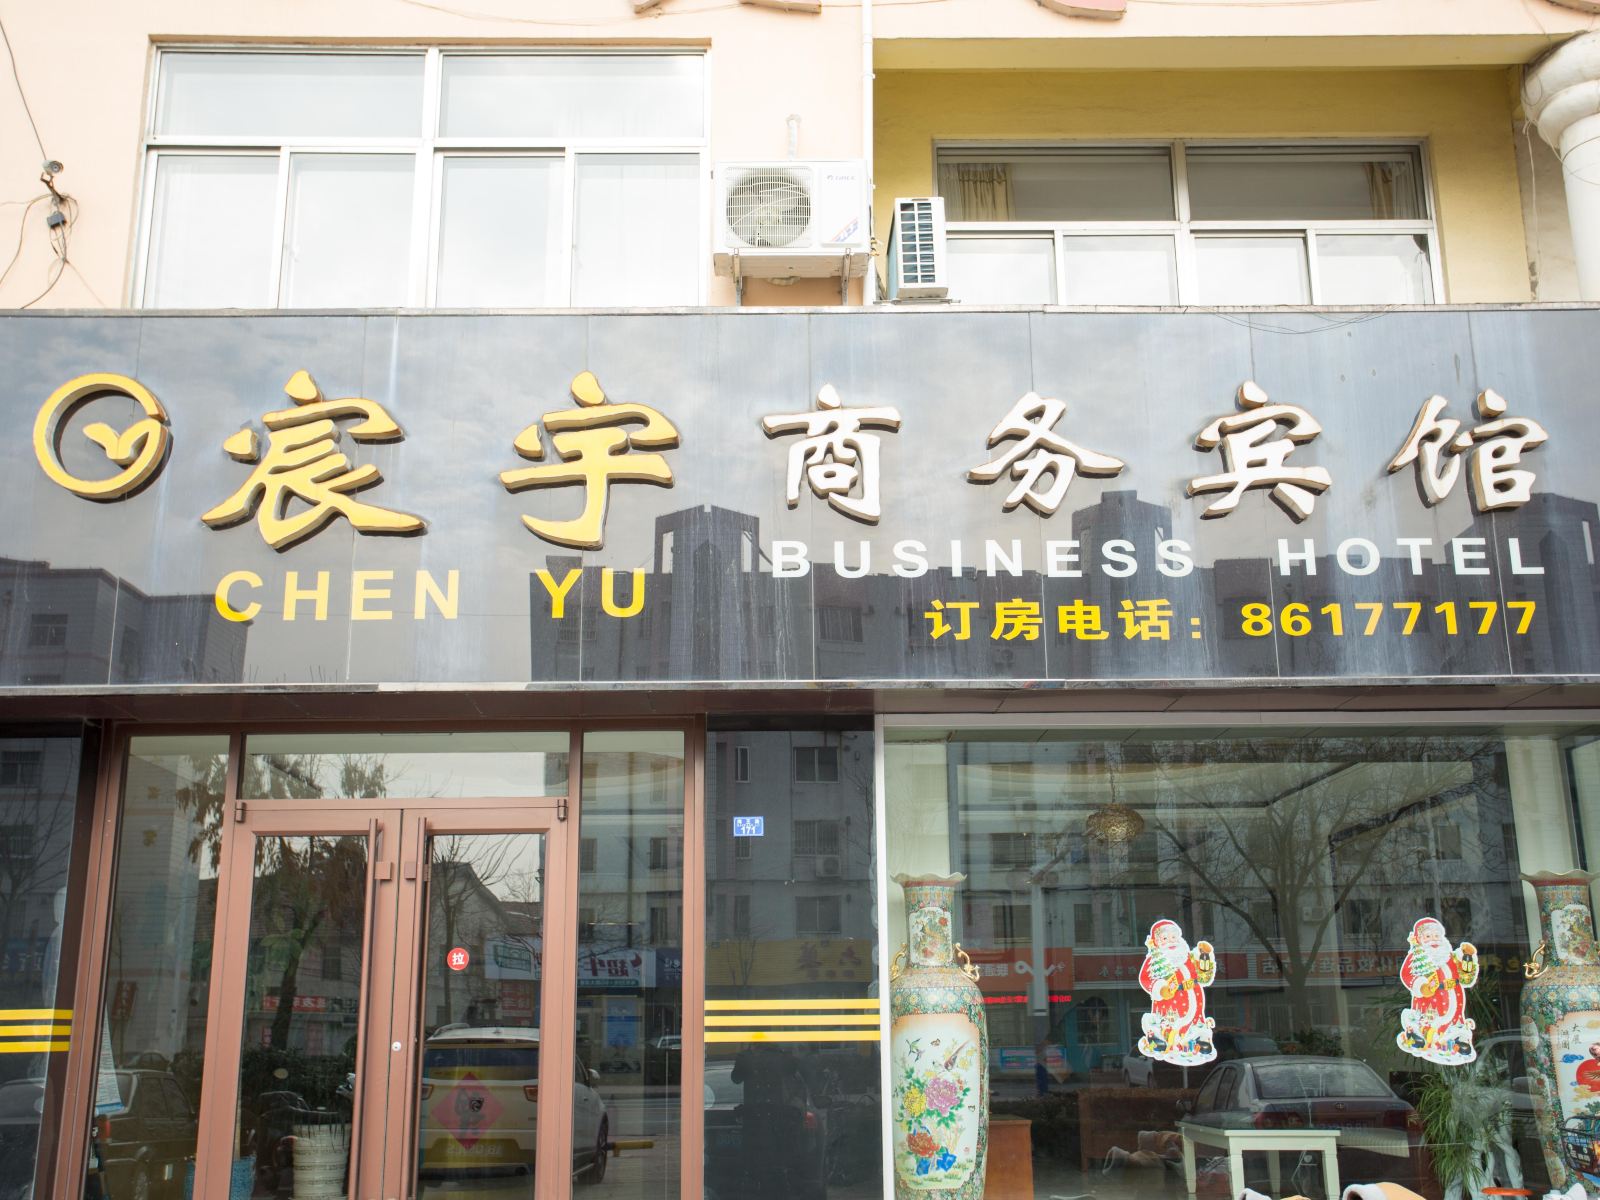 宸宇 商务宾馆
CHEN YU BUSINESS HOTEL
订房电话：86177177
171
拉